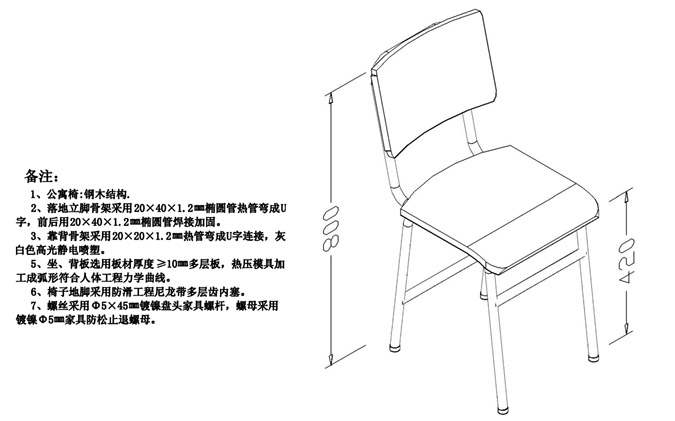 备注：
1、公寓椅：钢木结构.
2、落地立脚骨架采用20×40×1.2mm椭圆管热管弯成U
字，前后用20×40×1.2mm椭圆管焊接加固。
3、靠背骨架采用20×20×1.2mm热管弯成U字连接，灰
白色高光静电喷塑。
5、坐、背板选用板材厚度≥10mm多层板，热压模具加
工成弧形符合人体工程力学曲线。
6、椅子地脚采用防滑工程尼龙带多层齿内塞。
7、螺丝采用Φ5×45mm镀镍盘头家具螺杆，螺母采用
镀镍Φ5mm家具防松止退螺母。
800
420